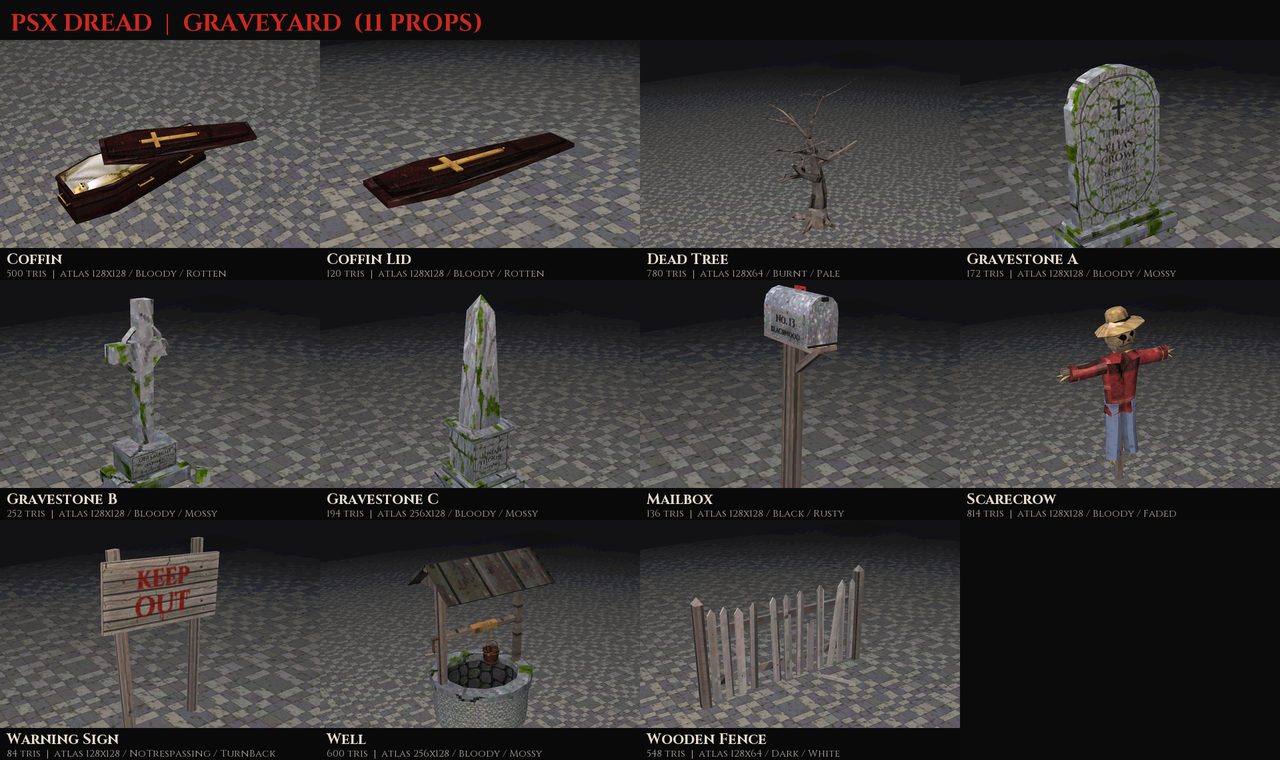 PSX DREAD | GRAVEYARD (11 PROPS)
COFFIN
500 TRIS | ATLAS 128X128 / BLOODY / ROTTEN
COFFIN LID
120 TRIS | ATLAS 128X128 / BLOODY / ROTTEN
DEAD TREE
780 TRIS | ATLAS 128X64 / BURNT / PALE
GRAVESTONE A
172 TRIS | ATLAS 128X128 / BLOODY / MOSSY
NO. 13
BLACKWOOD
GRAVESTONE B
252 TRIS | ATLAS 128X128 / BLOODY / MOSSY
GRAVESTONE C
194 TRIS | ATLAS 256X128 / BLOODY / MOSSY
MAILBOX
136 TRIS | ATLAS 128X128 / BLACK / RUSTY
SCARECROW
814 TRIS | ATLAS 128X128 / BLOODY / FADED
KEEP
OUT
WARNING SIGN
84 TRIS | ATLAS 128X128 / NOTRESPASSING / TURNBACK
WELL
600 TRIS | ATLAS 256X128 / BLOODY / MOSSY
WOODEN FENCE
548 TRIS | ATLAS 128X64 / DARK / WHITE